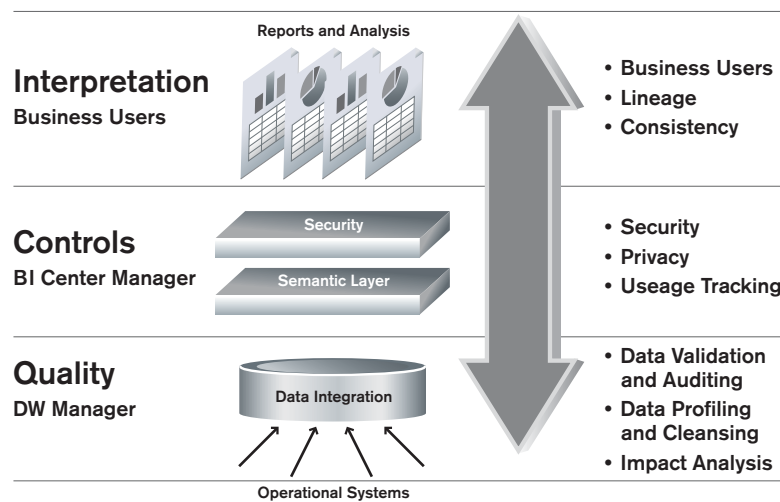 Reports and Analysis
Interpretation
Business Users
• Business Users
• Lineage
• Consistency
Controls
BI Center Manager
Security
Semantic Layer
• Security
• Privacy
• Useage Tracking
Quality
DW Manager
Data Integration
• Data Validation
and Auditing
• Data Profiling
and Cleansing
• Impact Analysis
Operational Systems